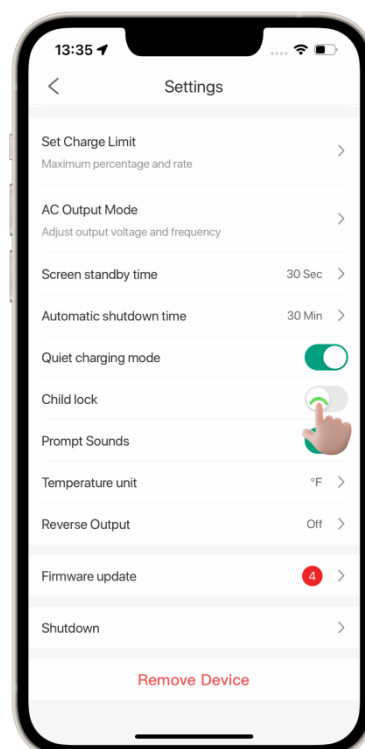 13:35
Settings
Set Charge Limit
Maximum percentage and rate
AC Output Mode
Adjust output voltage and frequency
Screen standby time 30 Sec
Automatic shutdown time 30 Min
Quiet charging mode
Child lock
Prompt Sounds
Temperature unit °F
Reverse Output Off
Firmware update 4
Shutdown
Remove Device